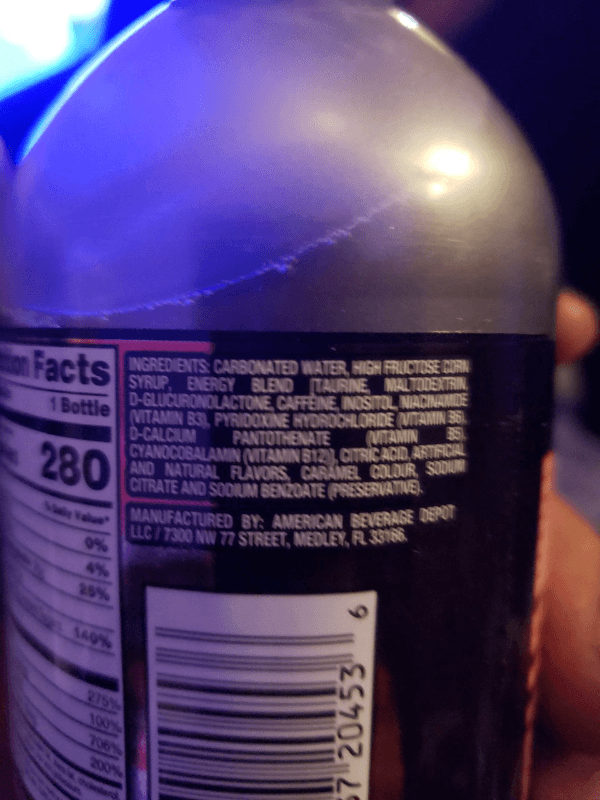 Facts
1 Bottle
280
% Daily Value*
0%
4%
25%
140%
275%
100%
706%
200%
INGREDIENTS: CARBONATED WATER, HIGH FRUCTOSE CORN
SYRUP, ENERGY BLEND [TAURINE, MALTODEXTRIN,
D-GLUCURONOLACTONE, CAFFEINE, INOSITOL, NIACINAMIDE
(VITAMIN B3), PYRIDOXINE HYDROCHLORIDE (VITAMIN B6),
D-CALCIUM PANTOTHENATE (VITAMIN B5),
CYANOCOBALAMIN (VITAMIN B12)], CITRIC ACID, ARTIFICIAL
AND NATURAL FLAVORS, CARAMEL COLOUR, SODIUM
CITRATE AND SODIUM BENZOATE (PRESERVATIVE).
MANUFACTURED BY: AMERICAN BEVERAGE DEPOT
LLC / 7300 NW 77 STREET, MEDLEY, FL 33166.
7 20453 6